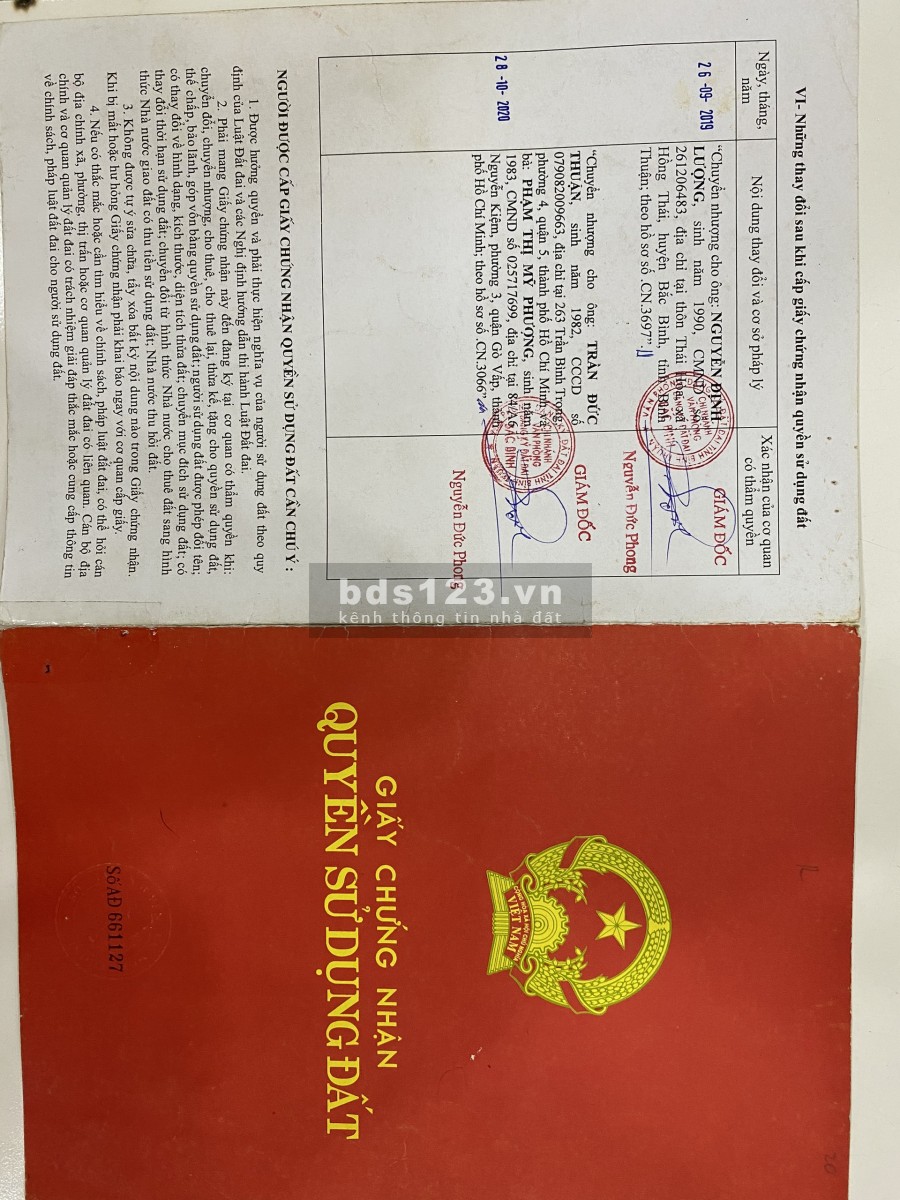 VI- Những thay đổi sau khi cấp giấy chứng nhận quyền sử dụng đất
Ngày, tháng,
năm
Nội dung thay đổi và cơ sở pháp lý
Xác nhận của cơ quan
có thẩm quyền
26-09-2019
“Chuyển nhượng cho ông: NGUYỄN ĐÌNH
LƯỢNG, sinh năm 1990, CMND số
261206483, địa chỉ tại thôn Thái Hòa, xã
Hồng Thái, huyện Bắc Bình, tỉnh Bình
Thuận; theo hồ sơ số .CN.3697”.
GIÁM ĐỐC
Nguyễn Đức Phong
28-10-2020
“Chuyển nhượng cho ông: TRẦN ĐỨC
THUẬN, sinh năm 1982, CCCD số
079082009663, địa chỉ tại 263 Trần Bình Trọng,
phường 4, quận 5, thành phố Hồ Chí Minh và
bà: PHẠM THỊ MỸ PHƯỢNG, sinh năm
1983, CMND số 025717699, địa chỉ tại
Nguyễn Kiệm, phường 3, quận Gò Vấp, thành
phố Hồ Chí Minh; theo hồ sơ số .CN.3066”
GIÁM ĐỐC
Nguyễn Đức Phong
NGƯỜI ĐƯỢC CẤP GIẤY CHỨNG NHẬN QUYỀN SỬ DỤNG ĐẤT CẦN CHÚ Ý :
1. Được hưởng quyền và phải thực hiện nghĩa vụ của người sử dụng đất theo quy
định của Luật Đất đai và các Nghị định hướng dẫn thi hành Luật Đất đai.
2. Phải mang Giấy chứng nhận này đến đăng ký tại cơ quan có thẩm quyền khi:
chuyển đổi, chuyển nhượng, cho thuê, cho thuê lại, thừa kế, tặng cho quyền sử dụng đất,
thế chấp, bảo lãnh, góp vốn bằng quyền sử dụng đất; người sử dụng đất được phép đổi tên;
có thay đổi về hình dạng, kích thước, diện tích thửa đất; chuyển mục đích sử dụng đất; có
thay đổi thời hạn sử dụng đất; chuyển đổi từ hình thức Nhà nước cho thuê đất sang hình
thức Nhà nước giao đất có thu tiền sử dụng đất; Nhà nước thu hồi đất.
3. Không được tự ý sửa chữa, tẩy xóa bất kỳ nội dung nào trong Giấy chứng nhận.
Khi bị mất hoặc hư hỏng Giấy chứng nhận phải khai báo ngay với cơ quan cấp giấy.
4. Nếu có thắc mắc hoặc cần tìm hiểu về chính sách, pháp luật đất đai, có thể hỏi cán
bộ địa chính xã, phường, thị trấn hoặc cơ quan quản lý đất đai có liên quan. Cán bộ địa
chính và cơ quan quản lý đất đai có trách nhiệm giải đáp thắc mắc hoặc cung cấp thông tin
về chính sách, pháp luật đất đai cho người sử dụng đất.
bds123.vn
kênh thông tin nhà đất
CỘNG HÒA XÃ HỘI CHỦ NGHĨA
VIỆT NAM
GIẤY CHỨNG NHẬN
QUYỀN SỬ DỤNG ĐẤT
Số AĐ 661127
20